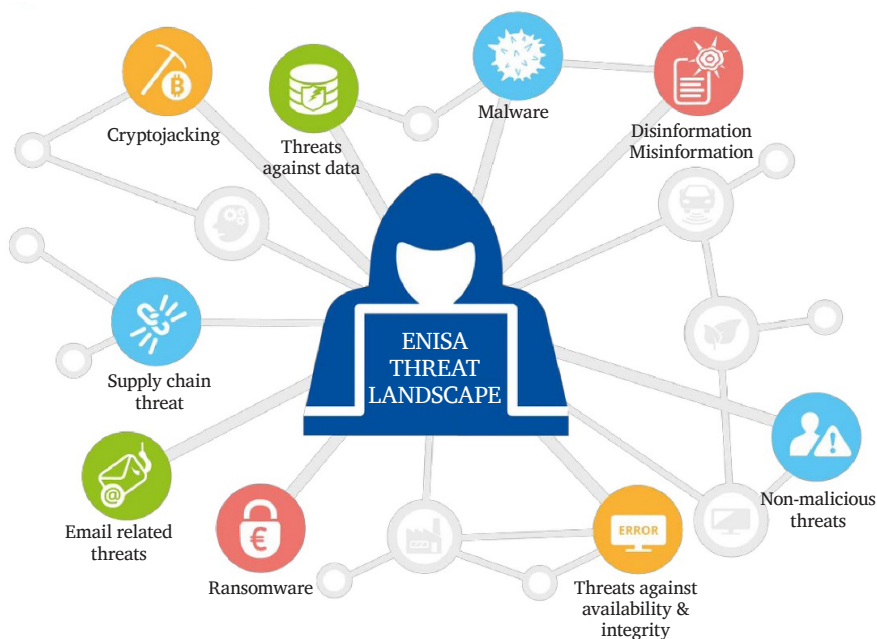 Cryptojacking
Threats
against data
Malware
Disinformation
Misinformation
ENISA
THREAT
LANDSCAPE
Supply chain
threat
Email related
threats
@
€
Ransomware
ERROR
Threats against
availability &
integrity
Non-malicious
threats